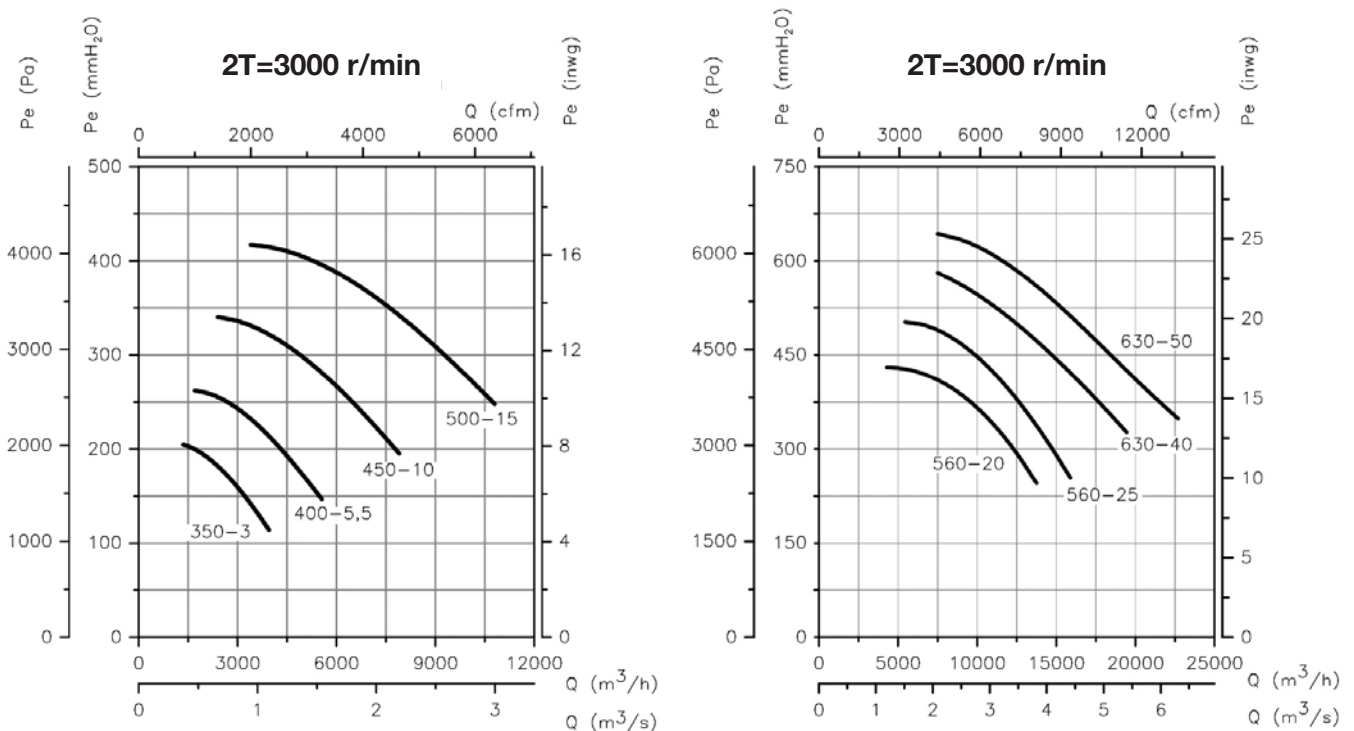 2T=3000 r/min
Pe (Pa)
Pe (mmH2O)
Pe (inwg)
Q (cfm)
0 2000 4000 6000
500
400
300
200
100
0
4000
3000
2000
1000
0
16
12
8
4
0
500-15
450-10
400-5,5
350-3
0 3000 6000 9000 12000
Q (m³/h)
0 1 2 3
Q (m³/s)
2T=3000 r/min
Pe (Pa)
Pe (mmH2O)
Pe (inwg)
Q (cfm)
0 3000 6000 9000 12000
750
600
450
300
150
0
6000
4500
3000
1500
0
25
20
15
10
5
0
630-50
630-40
560-20
560-25
0 5000 10000 15000 20000 25000
Q (m³/h)
0 1 2 3 4 5 6
Q (m³/s)